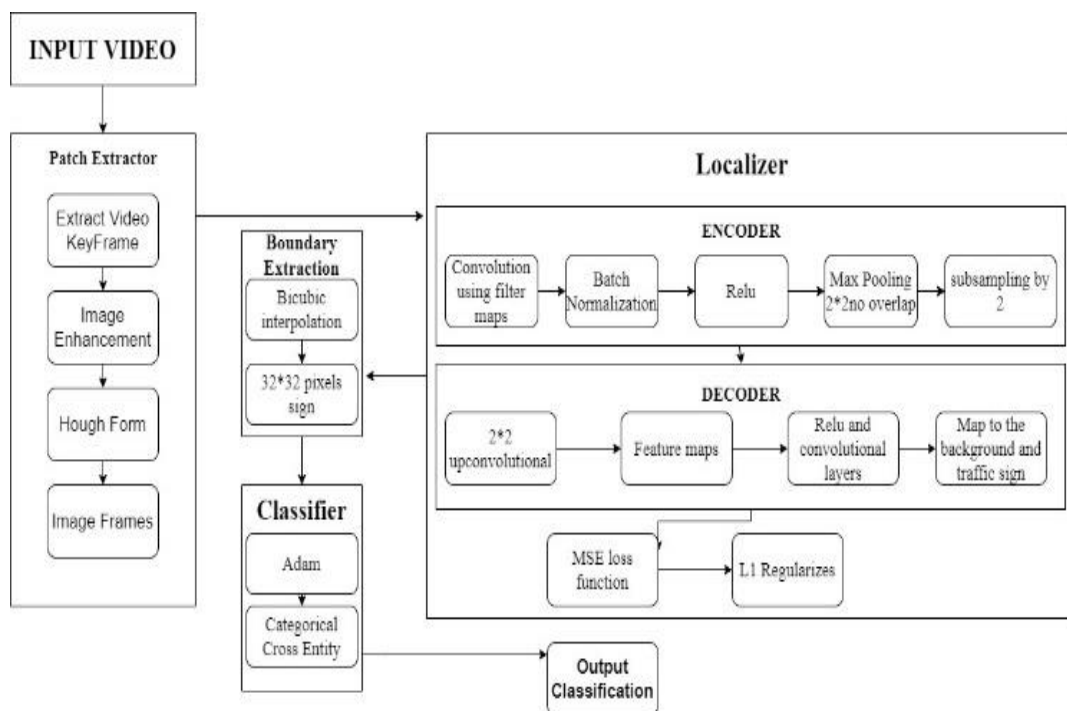 INPUT VIDEO
Patch Extractor
Extract Video
KeyFrame
Image
Enhancement
Hough Form
Image Frames
Localizer
ENCODER
Convolution
using filter
maps
Batch
Normalization
Relu
Max Pooling
2*2no overlap
subsampling by
2
DECODER
2*2
upconvolutional
Feature maps
Relu and
convolutional
layers
Map to the
background and
traffic sign
MSE loss
function
L1 Regularizes
Boundary
Extraction
Bicubic
interpolation
32*32 pixels
sign
Classifier
Adam
Categorical
Cross Entity
Output
Classification